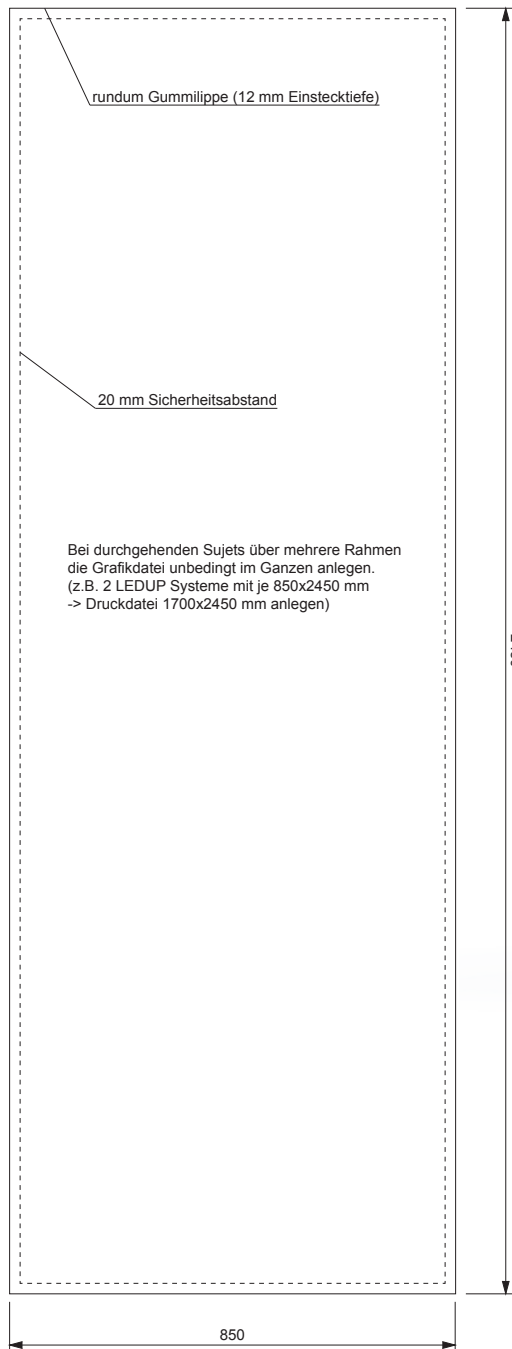 rundum Gummilippe (12 mm Einstecktiefe)
20 mm Sicherheitsabstand
Bei durchgehenden Sujets über mehrere Rahmen
die Grafikdatei unbedingt im Ganzen anlegen.
(z.B. 2 LEDUP Systeme mit je 850x2450 mm
-> Druckdatei 1700x2450 mm anlegen)
850